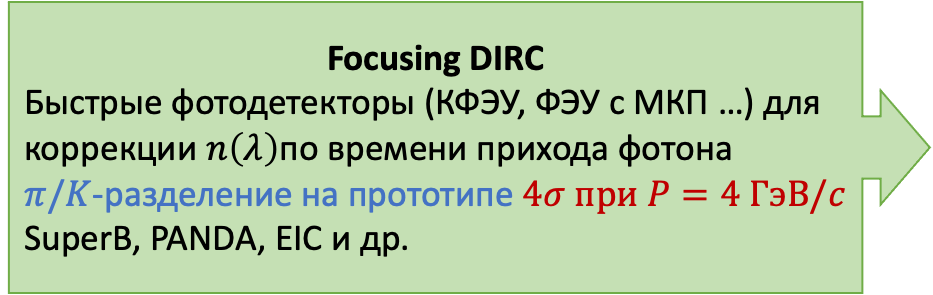 Focusing DIRC
Быстрые фотодетекторы (КФЭУ, ФЭУ с МКП ...) для
коррекции n(λ)по времени прихода фотона
π/K-разделение на прототипе 4σ при P = 4 ГэВ/c
SuperB, PANDA, EIC и др.